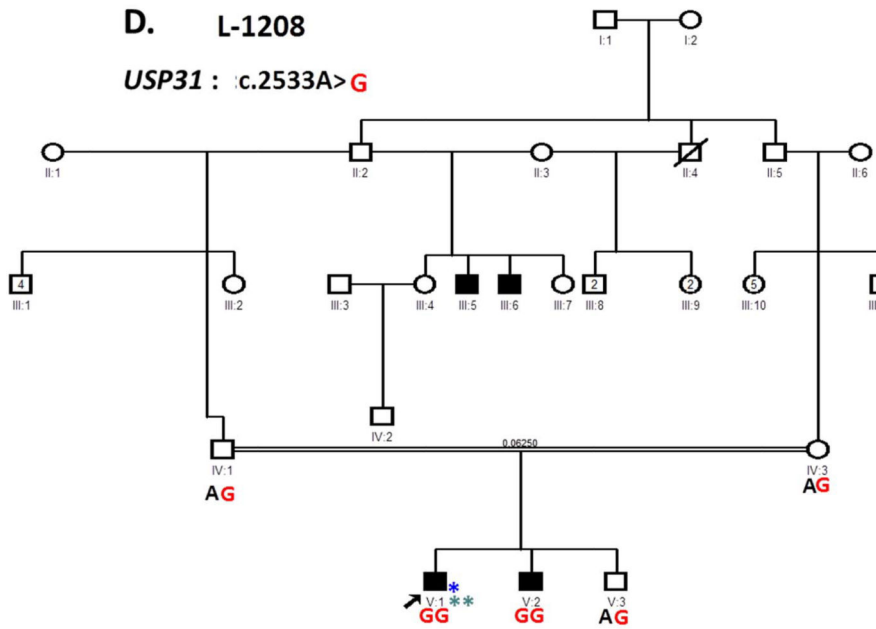 D. L-1208
I:1 I:2
USP31 : c.2533A>G
II:1 II:2 II:3 II:4 II:5 II:6
4 2 2 5
III:1 III:2 III:3 III:4 III:5 III:6 III:7 III:8 III:9 III:10 III
IV:2
0.06250
IV:1 IV:3
AG AG
V:1 * ** V:2 V:3
GG GG AG